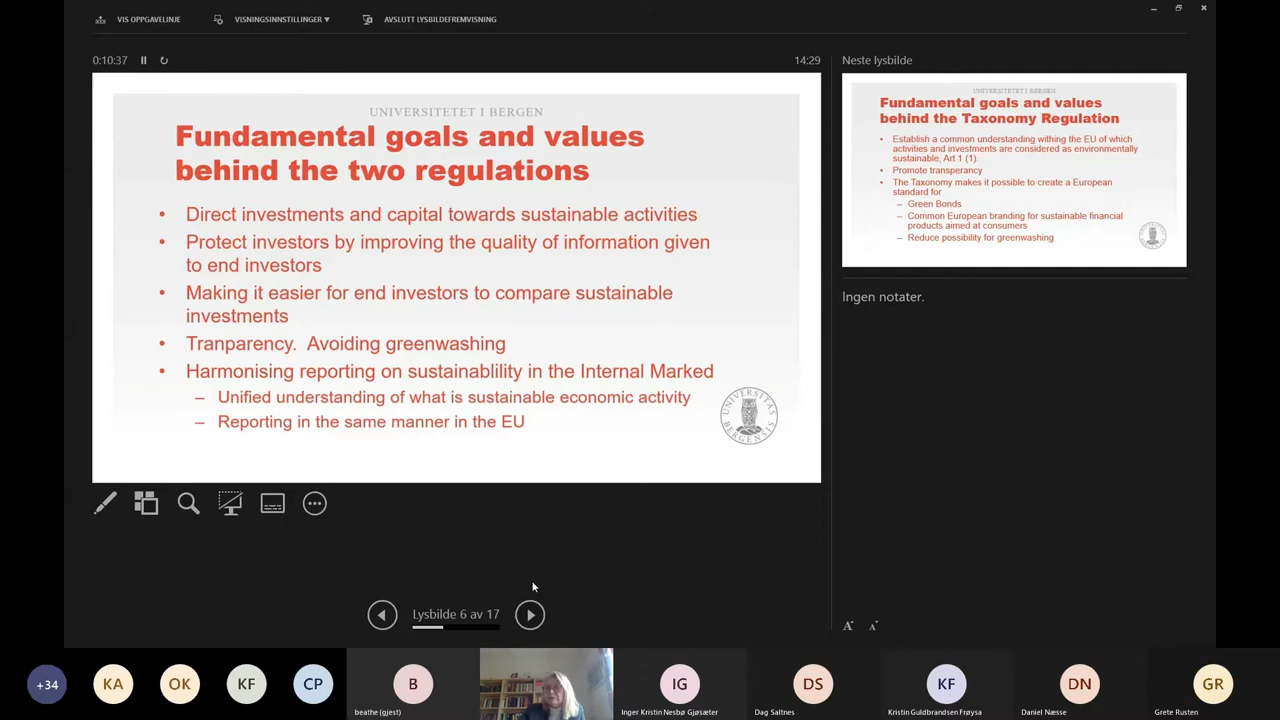 VIS OPPGAVELINJE
VISNINGSINNSTILLINGER ▾
AVSLUTT LYSBILDEFREMVISNING
0:10:37
14:29
UNIVERSITETET I BERGEN
Fundamental goals and values
behind the two regulations
• Direct investments and capital towards sustainable activities
• Protect investors by improving the quality of information given
to end investors
• Making it easier for end investors to compare sustainable
investments
• Tranparency. Avoiding greenwashing
• Harmonising reporting on sustainablility in the Internal Marked
– Unified understanding of what is sustainable economic activity
– Reporting in the same manner in the EU
UNIVERSITAS
BERGENSIS
Neste lysbilde
UNIVERSITETET I BERGEN
Fundamental goals and values
behind the Taxonomy Regulation
• Establish a common understanding withing the EU of which
activities and investments are considered as environmentally
sustainable, Art 1 (1).
• Promote transperancy
• The Taxonomy makes it possible to create a European
standard for
– Green Bonds
– Common European branding for sustainable financial
products aimed at consumers
– Reduce possibility for greenwashing
Ingen notater.
Lysbilde 6 av 17
A A
+34
KA
OK
KF
CP
B
beathe (gjest)
IG
Inger Kristin Nesbø Gjøsæter
DS
Dag Saltnes
KF
Kristin Guldbrandsen Frøysa
DN
Daniel Næsse
GR
Grete Rusten